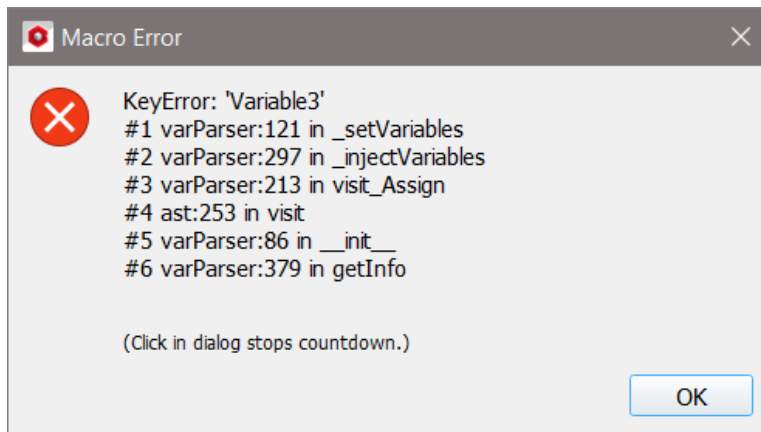 Macro Error
KeyError: 'Variable3'
#1 varParser:121 in _setVariables
#2 varParser:297 in _injectVariables
#3 varParser:213 in visit_Assign
#4 ast:253 in visit
#5 varParser:86 in __init__
#6 varParser:379 in getInfo
(Click in dialog stops countdown.)
OK